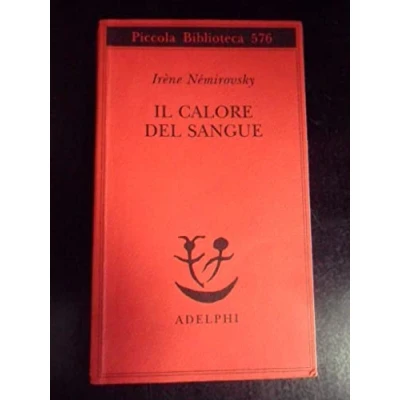 Piccola Biblioteca 576
Irène Némirovsky
IL CALORE
DEL SANGUE
ADELPHI